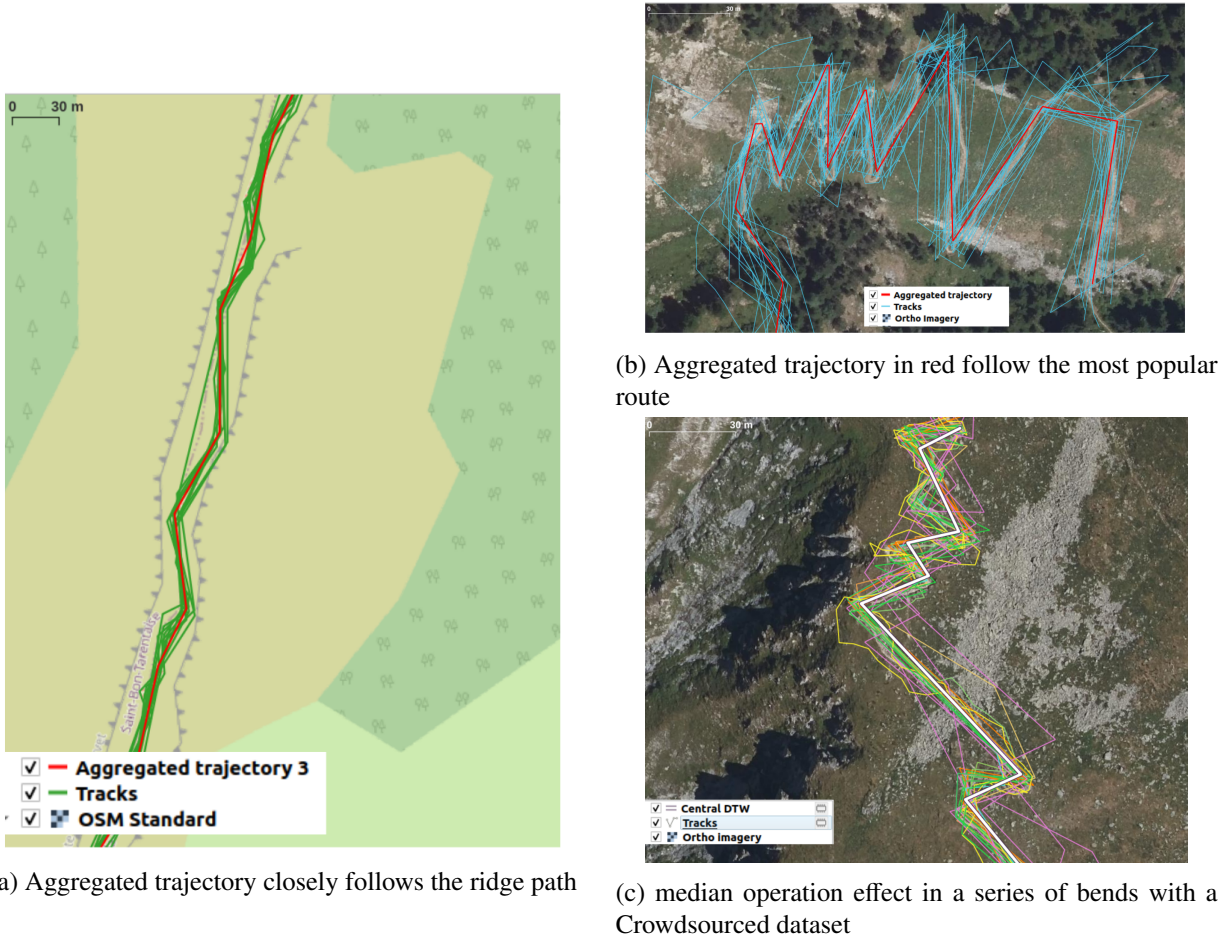 0 30 m
Saint-Bon-Tarentaise
Aggregated trajectory 3
Tracks
OSM Standard
a) Aggregated trajectory closely follows the ridge path
0 30 m
Aggregated trajectory
Tracks
Ortho Imagery
(b) Aggregated trajectory in red follow the most popular
route
0 30 m
Central DTW
Tracks
Ortho imagery
(c) median operation effect in a series of bends with a
Crowdsourced dataset